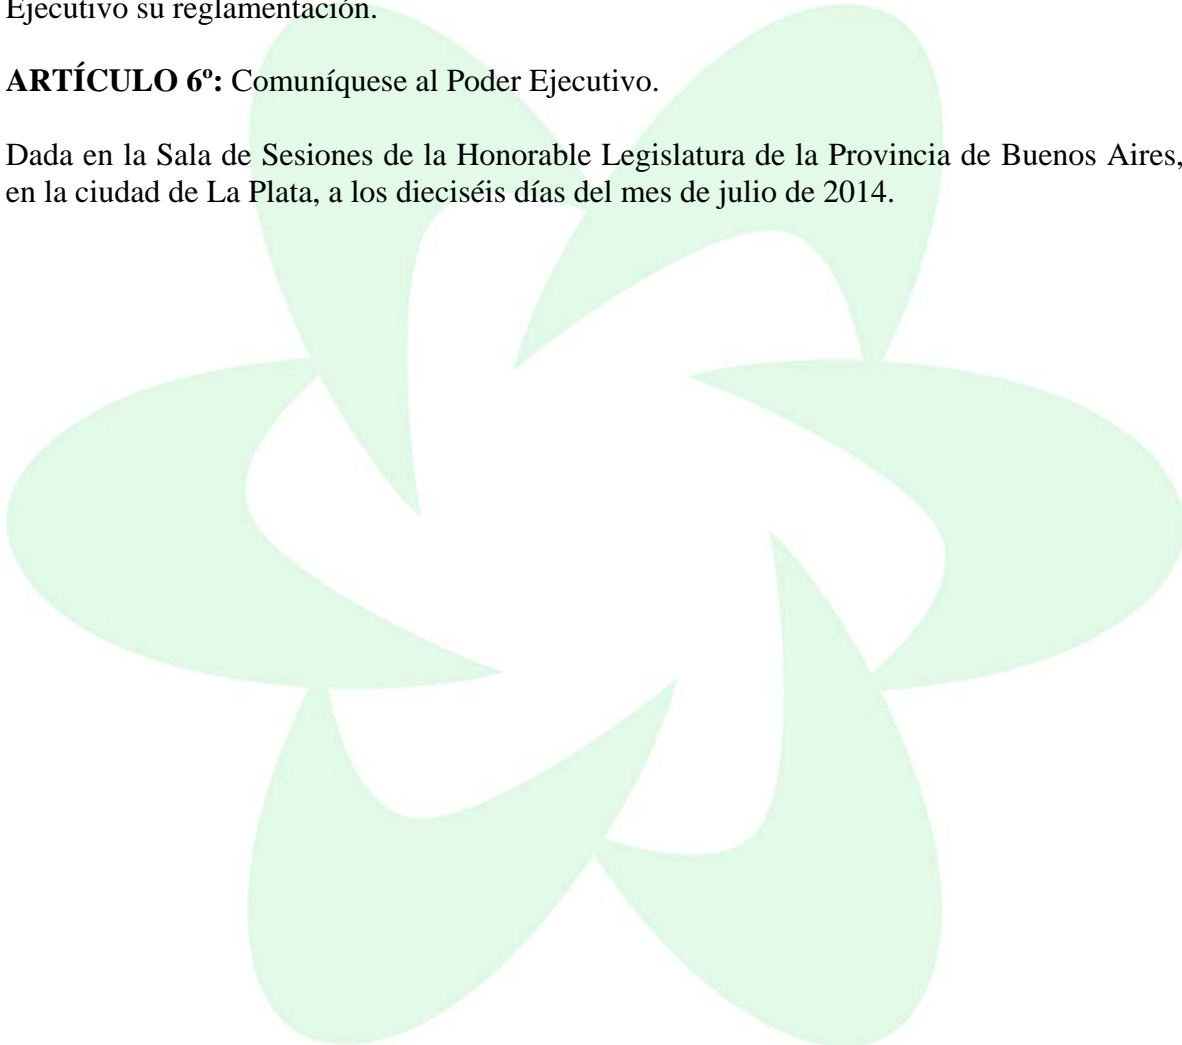 Ejecutivo su reglamentación.
ARTÍCULO 6º: Comuníquese al Poder Ejecutivo.
Dada en la Sala de Sesiones de la Honorable Legislatura de la Provincia de Buenos Aires,
en la ciudad de La Plata, a los dieciséis días del mes de julio de 2014.